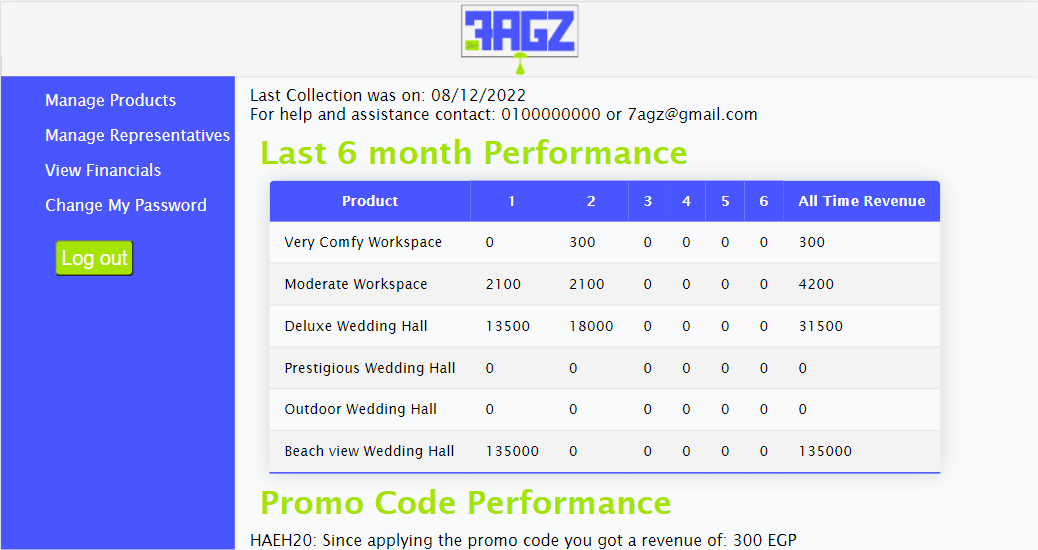 7AGZ
Manage Products
Manage Representatives
View Financials
Change My Password
Log out
Last Collection was on: 08/12/2022
For help and assistance contact: 0100000000 or 7agz@gmail.com
Last 6 month Performance
Product 1 2 3 4 5 6 All Time Revenue
Very Comfy Workspace 0 300 0 0 0 0 300
Moderate Workspace 2100 2100 0 0 0 0 4200
Deluxe Wedding Hall 13500 18000 0 0 0 0 31500
Prestigious Wedding Hall 0 0 0 0 0 0 0
Outdoor Wedding Hall 0 0 0 0 0 0 0
Beach view Wedding Hall 135000 0 0 0 0 0 135000
Promo Code Performance
HAEH20: Since applying the promo code you got a revenue of: 300 EGP